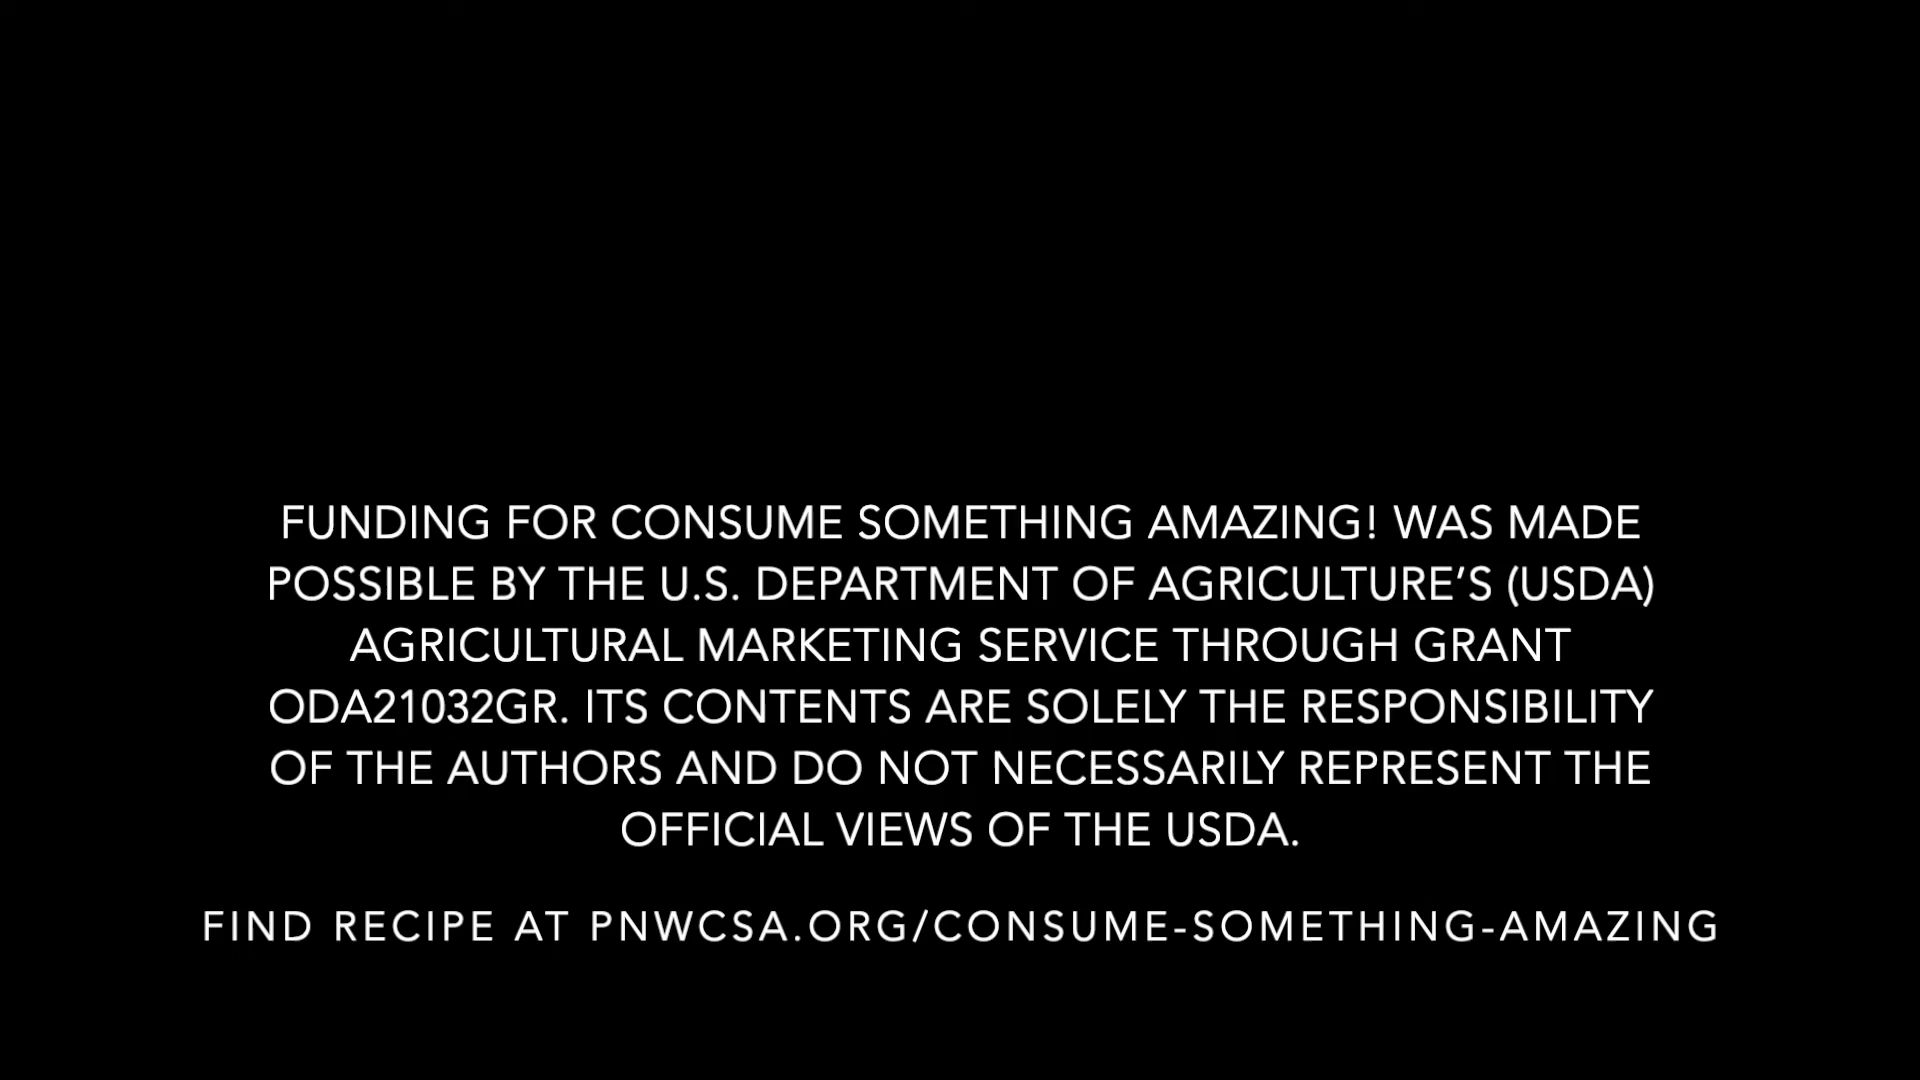 FUNDING FOR CONSUME SOMETHING AMAZING! WAS MADE
POSSIBLE BY THE U.S. DEPARTMENT OF AGRICULTURE’S (USDA)
AGRICULTURAL MARKETING SERVICE THROUGH GRANT
ODA21032GR. ITS CONTENTS ARE SOLELY THE RESPONSIBILITY
OF THE AUTHORS AND DO NOT NECESSARILY REPRESENT THE
OFFICIAL VIEWS OF THE USDA.
FIND RECIPE AT PNWCSA.ORG/CONSUME-SOMETHING-AMAZING